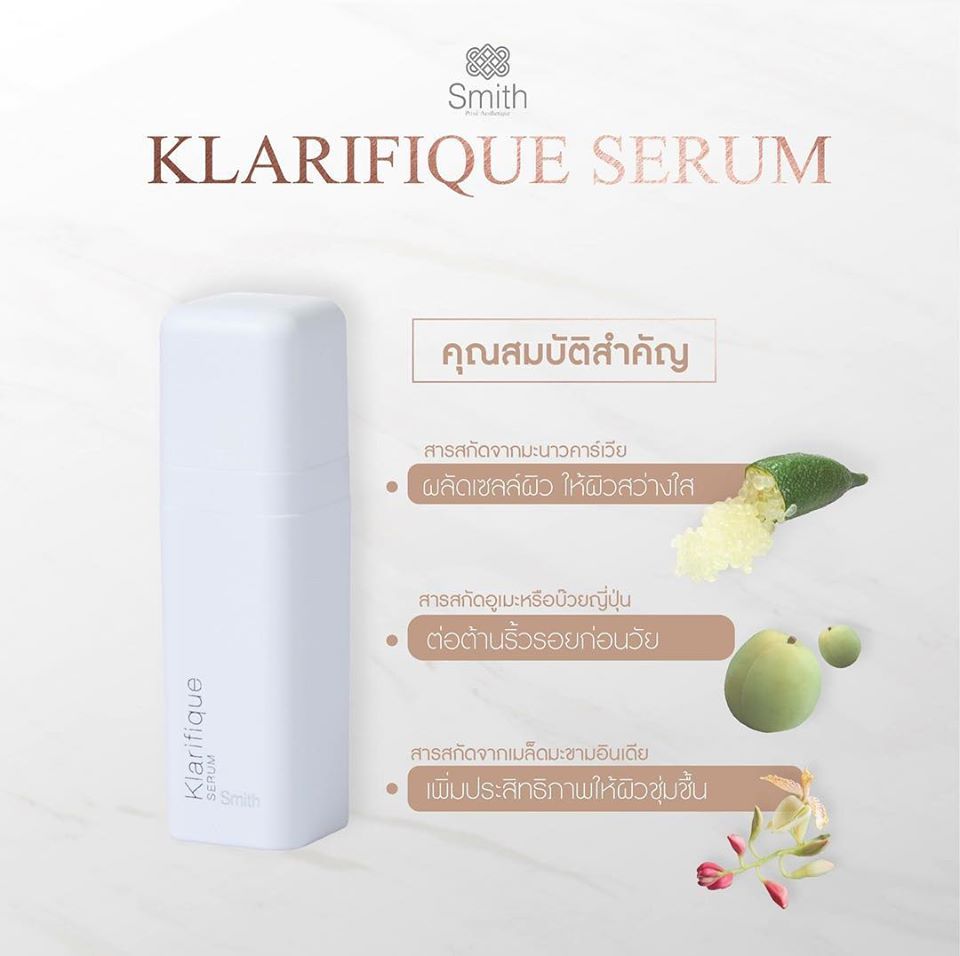 Smith
KLARIFIQUE SERUM
คุณสมบัติสำคัญ
สารสกัดจากมะนาวคาร์เวีย
ผลัดเซลล์ผิว ให้ผิวสว่างใส
สารสกัดอูเมะหรือบ๊วยญี่ปุ่น
ต่อต้านริ้วรอยก่อนวัย
สารสกัดจากเมล็ดมะขามอินเดีย
เพิ่มประสิทธิภาพให้ผิวชุ่มชื้น
Klarifique
SERUM
Smith